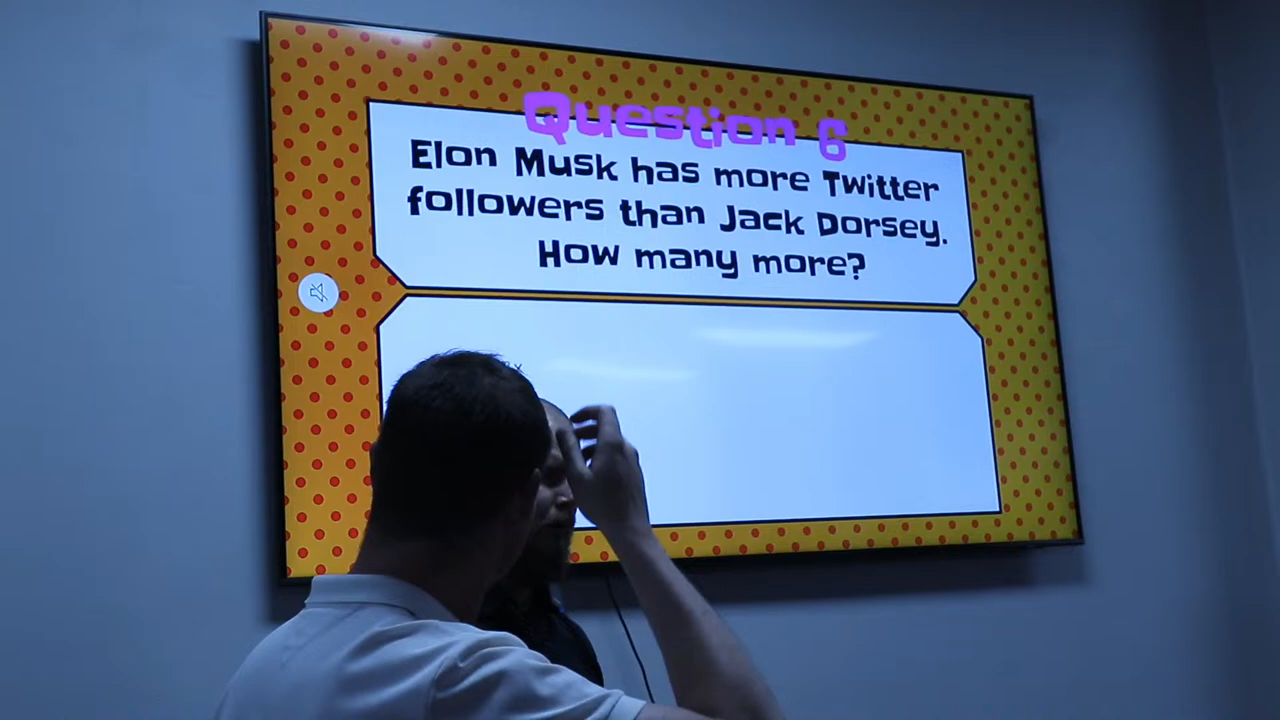 Question 6
Elon Musk has more Twitter
followers than Jack Dorsey.
How many more?